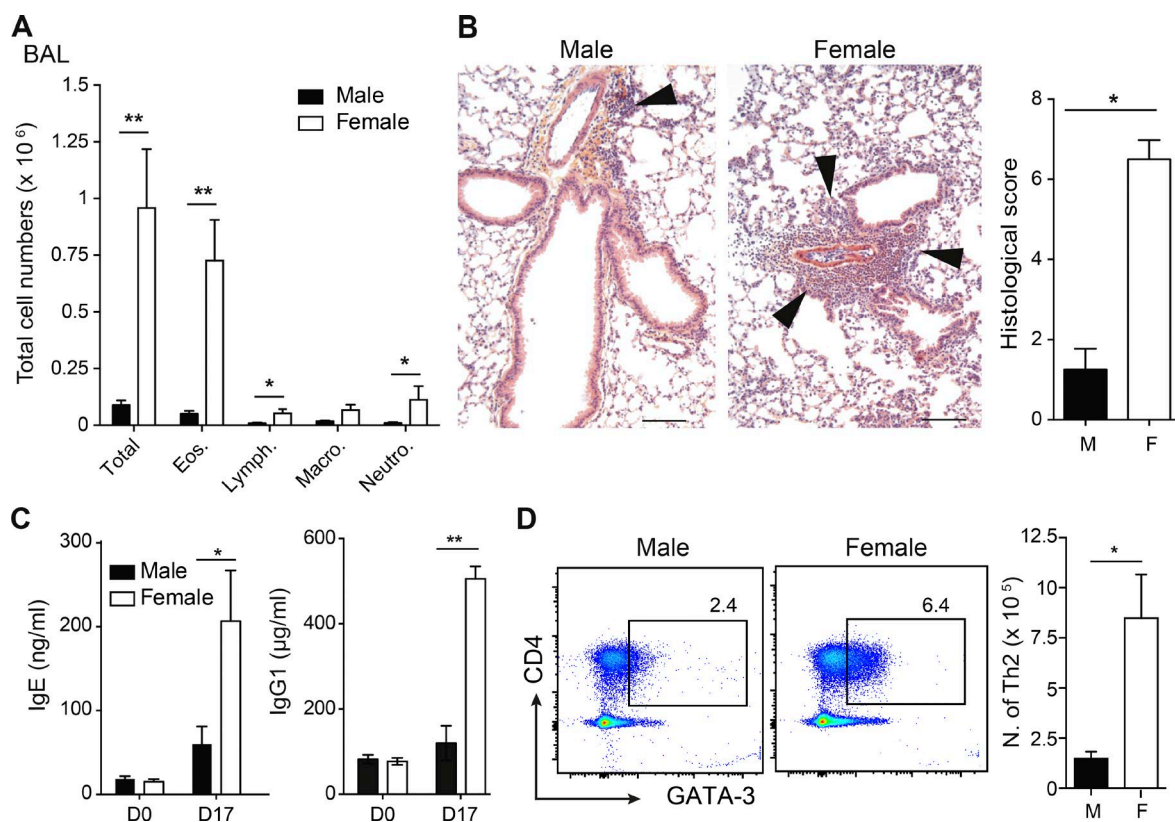 A
BAL
Total cell numbers (x 10 6)
1.5
1.25
1
0.75
0.5
0.25
0
Male
Female
**
**
*
*
Total
Eos.
Lymph.
Macro.
Neutro.
B
Male
Female
Histological score
8
6
4
2
0
*
M
F
C
IgE (ng/ml)
300
200
100
0
Male
Female
*
D0
D17
IgG1 (µg/ml)
600
400
200
0
**
D0
D17
D
Male
Female
2.4
6.4
CD4
GATA-3
N. of Th2 (x 10 5)
12.5
10
7.5
5
2.5
0
*
M
F